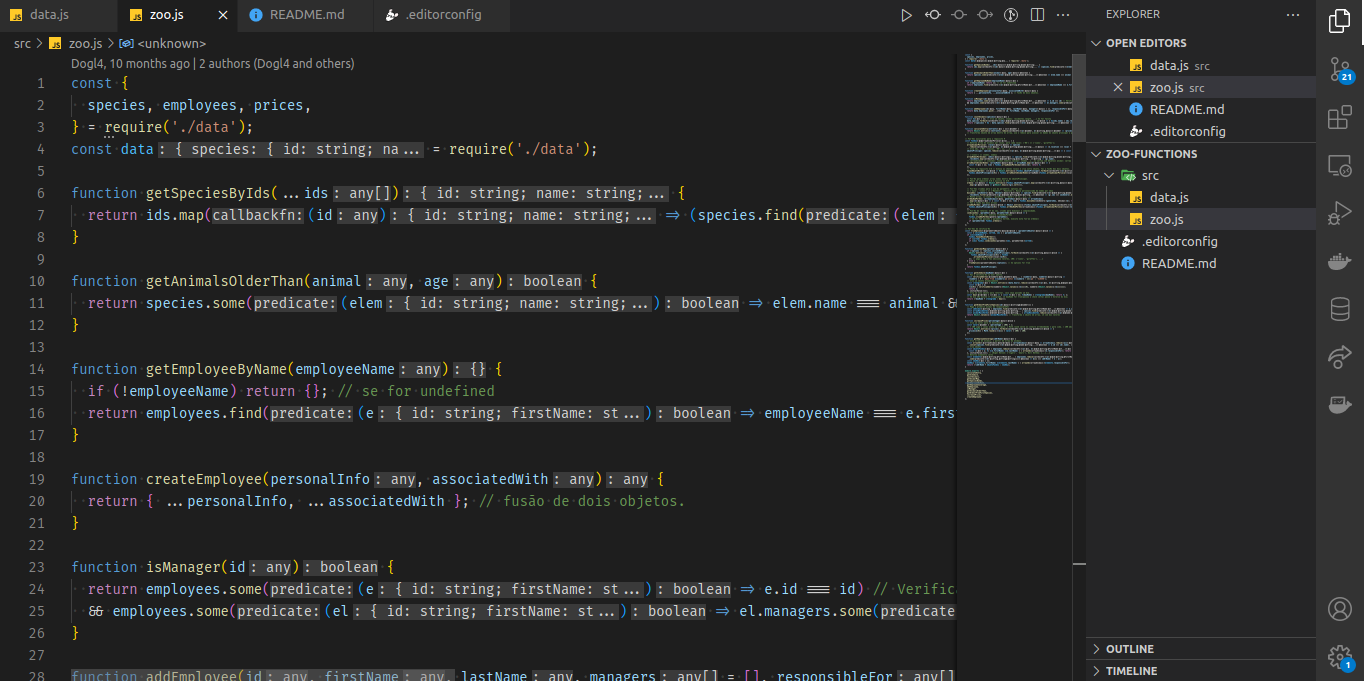 data.js
zoo.js
README.md
.editorconfig
src > zoo.js > <unknown>
Dogl4, 10 months ago | 2 authors (Dogl4 and others)
1 const {
2 species, employees, prices,
3 } = require('./data');
4 const data: { species: { id: string; na... = require('./data');
5
6 function getSpeciesByIds(...ids: any[]): { id: string; name: string;... {
7 return ids.map(callbackfn:(id: any): { id: string; name: string;... => (species.find(predicate:(elem:
8 }
9
10 function getAnimalsOlderThan(animal: any, age: any): boolean {
11 return species.some(predicate:(elem: { id: string; name: string;...): boolean => elem.name === animal &&
12 }
13
14 function getEmployeeByName(employeeName: any): {} {
15 if (!employeeName) return {}; // se for undefined
16 return employees.find(predicate:(e: { id: string; firstName: st...): boolean => employeeName === e.firs
17 }
18
19 function createEmployee(personalInfo: any, associatedWith: any): any {
20 return { ...personalInfo, ...associatedWith }; // fusão de dois objetos.
21 }
22
23 function isManager(id: any): boolean {
24 return employees.some(predicate:(e: { id: string; firstName: st...): boolean => e.id === id) // Verific
25 && employees.some(predicate:(el: { id: string; firstName: st...): boolean => el.managers.some(predicate
26 }
27
28 function addEmployee(id: any, firstName: any, lastName: any, managers: any[] = [], responsibleFor: any[]
EXPLORER
OPEN EDITORS
data.js src
zoo.js src
README.md
.editorconfig
ZOO-FUNCTIONS
src
data.js
zoo.js
.editorconfig
README.md
OUTLINE
TIMELINE
21
1